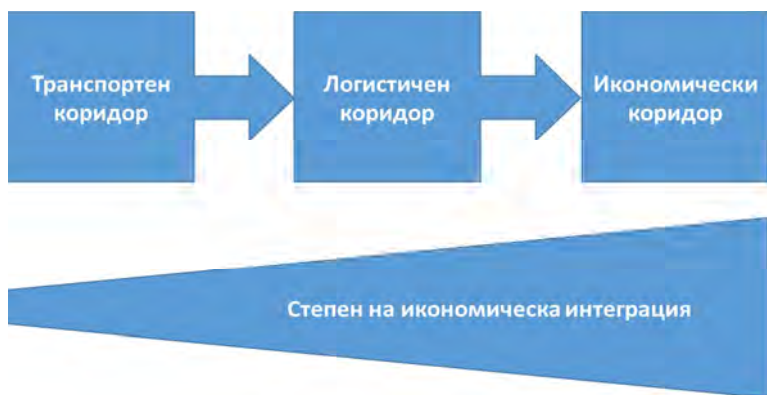 Транспортен
коридор
Логистичен
коридор
Икономически
коридор
Степен на икономическа интеграция